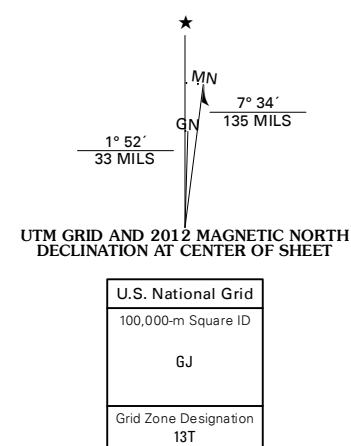 MN
7° 34´
135 MILS
GN
1° 52´
33 MILS
UTM GRID AND 2012 MAGNETIC NORTH
DECLINATION AT CENTER OF SHEET
U.S. National Grid
100,000-m Square ID
GJ
Grid Zone Designation
13T